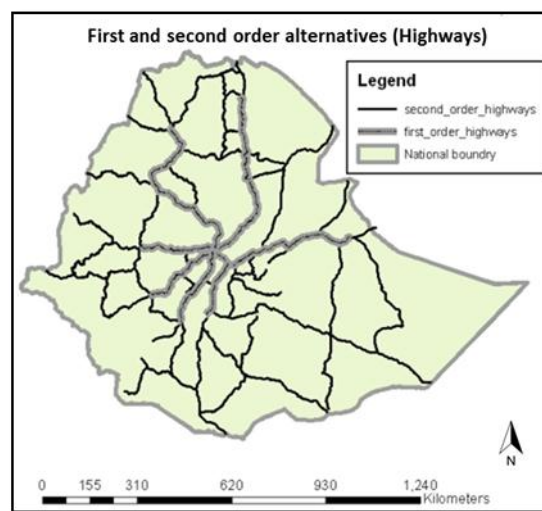 First and second order alternatives (Highways)
Legend
second_order_highways
first_order_highways
National boundry
N
0 155 310 620 930 1,240
Kilometers